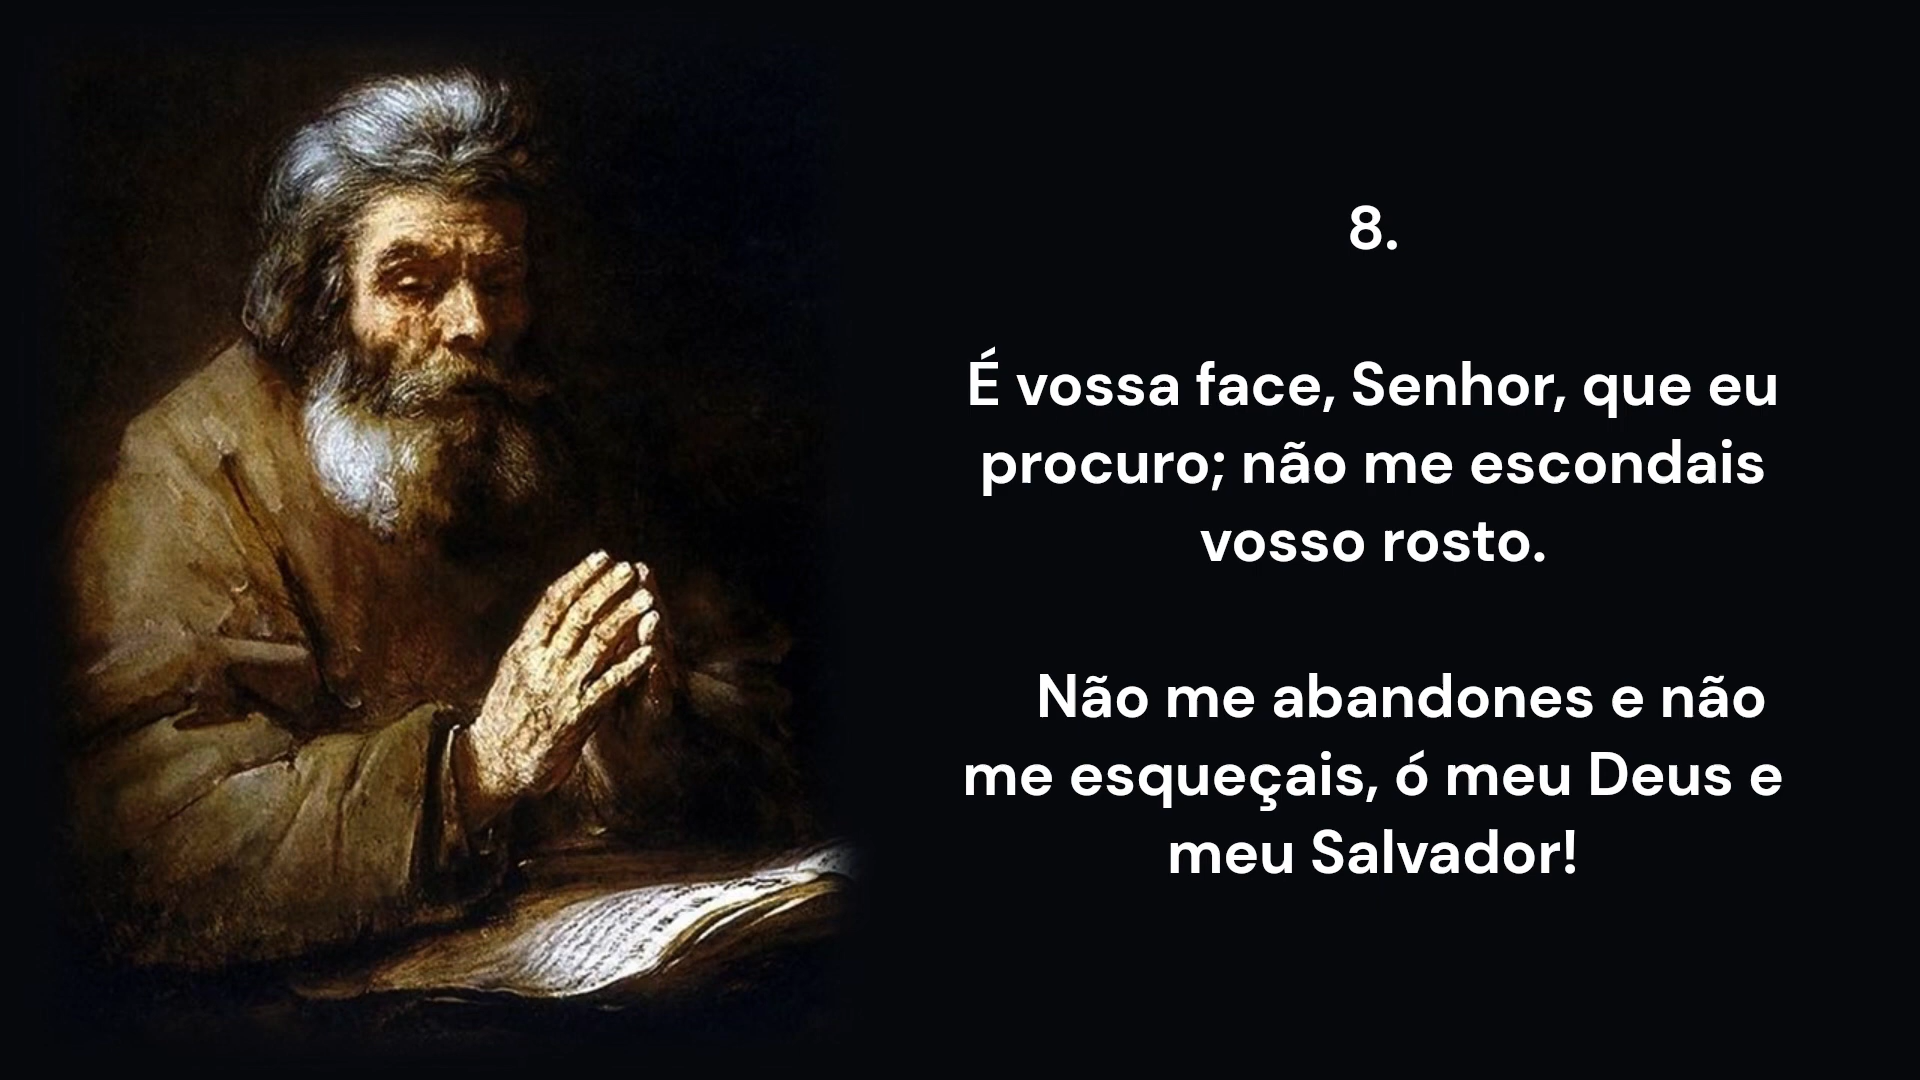 8.
É vossa face, Senhor, que eu
procuro; não me escondais
vosso rosto.
Não me abandones e não
me esqueçais, ó meu Deus e
meu Salvador!